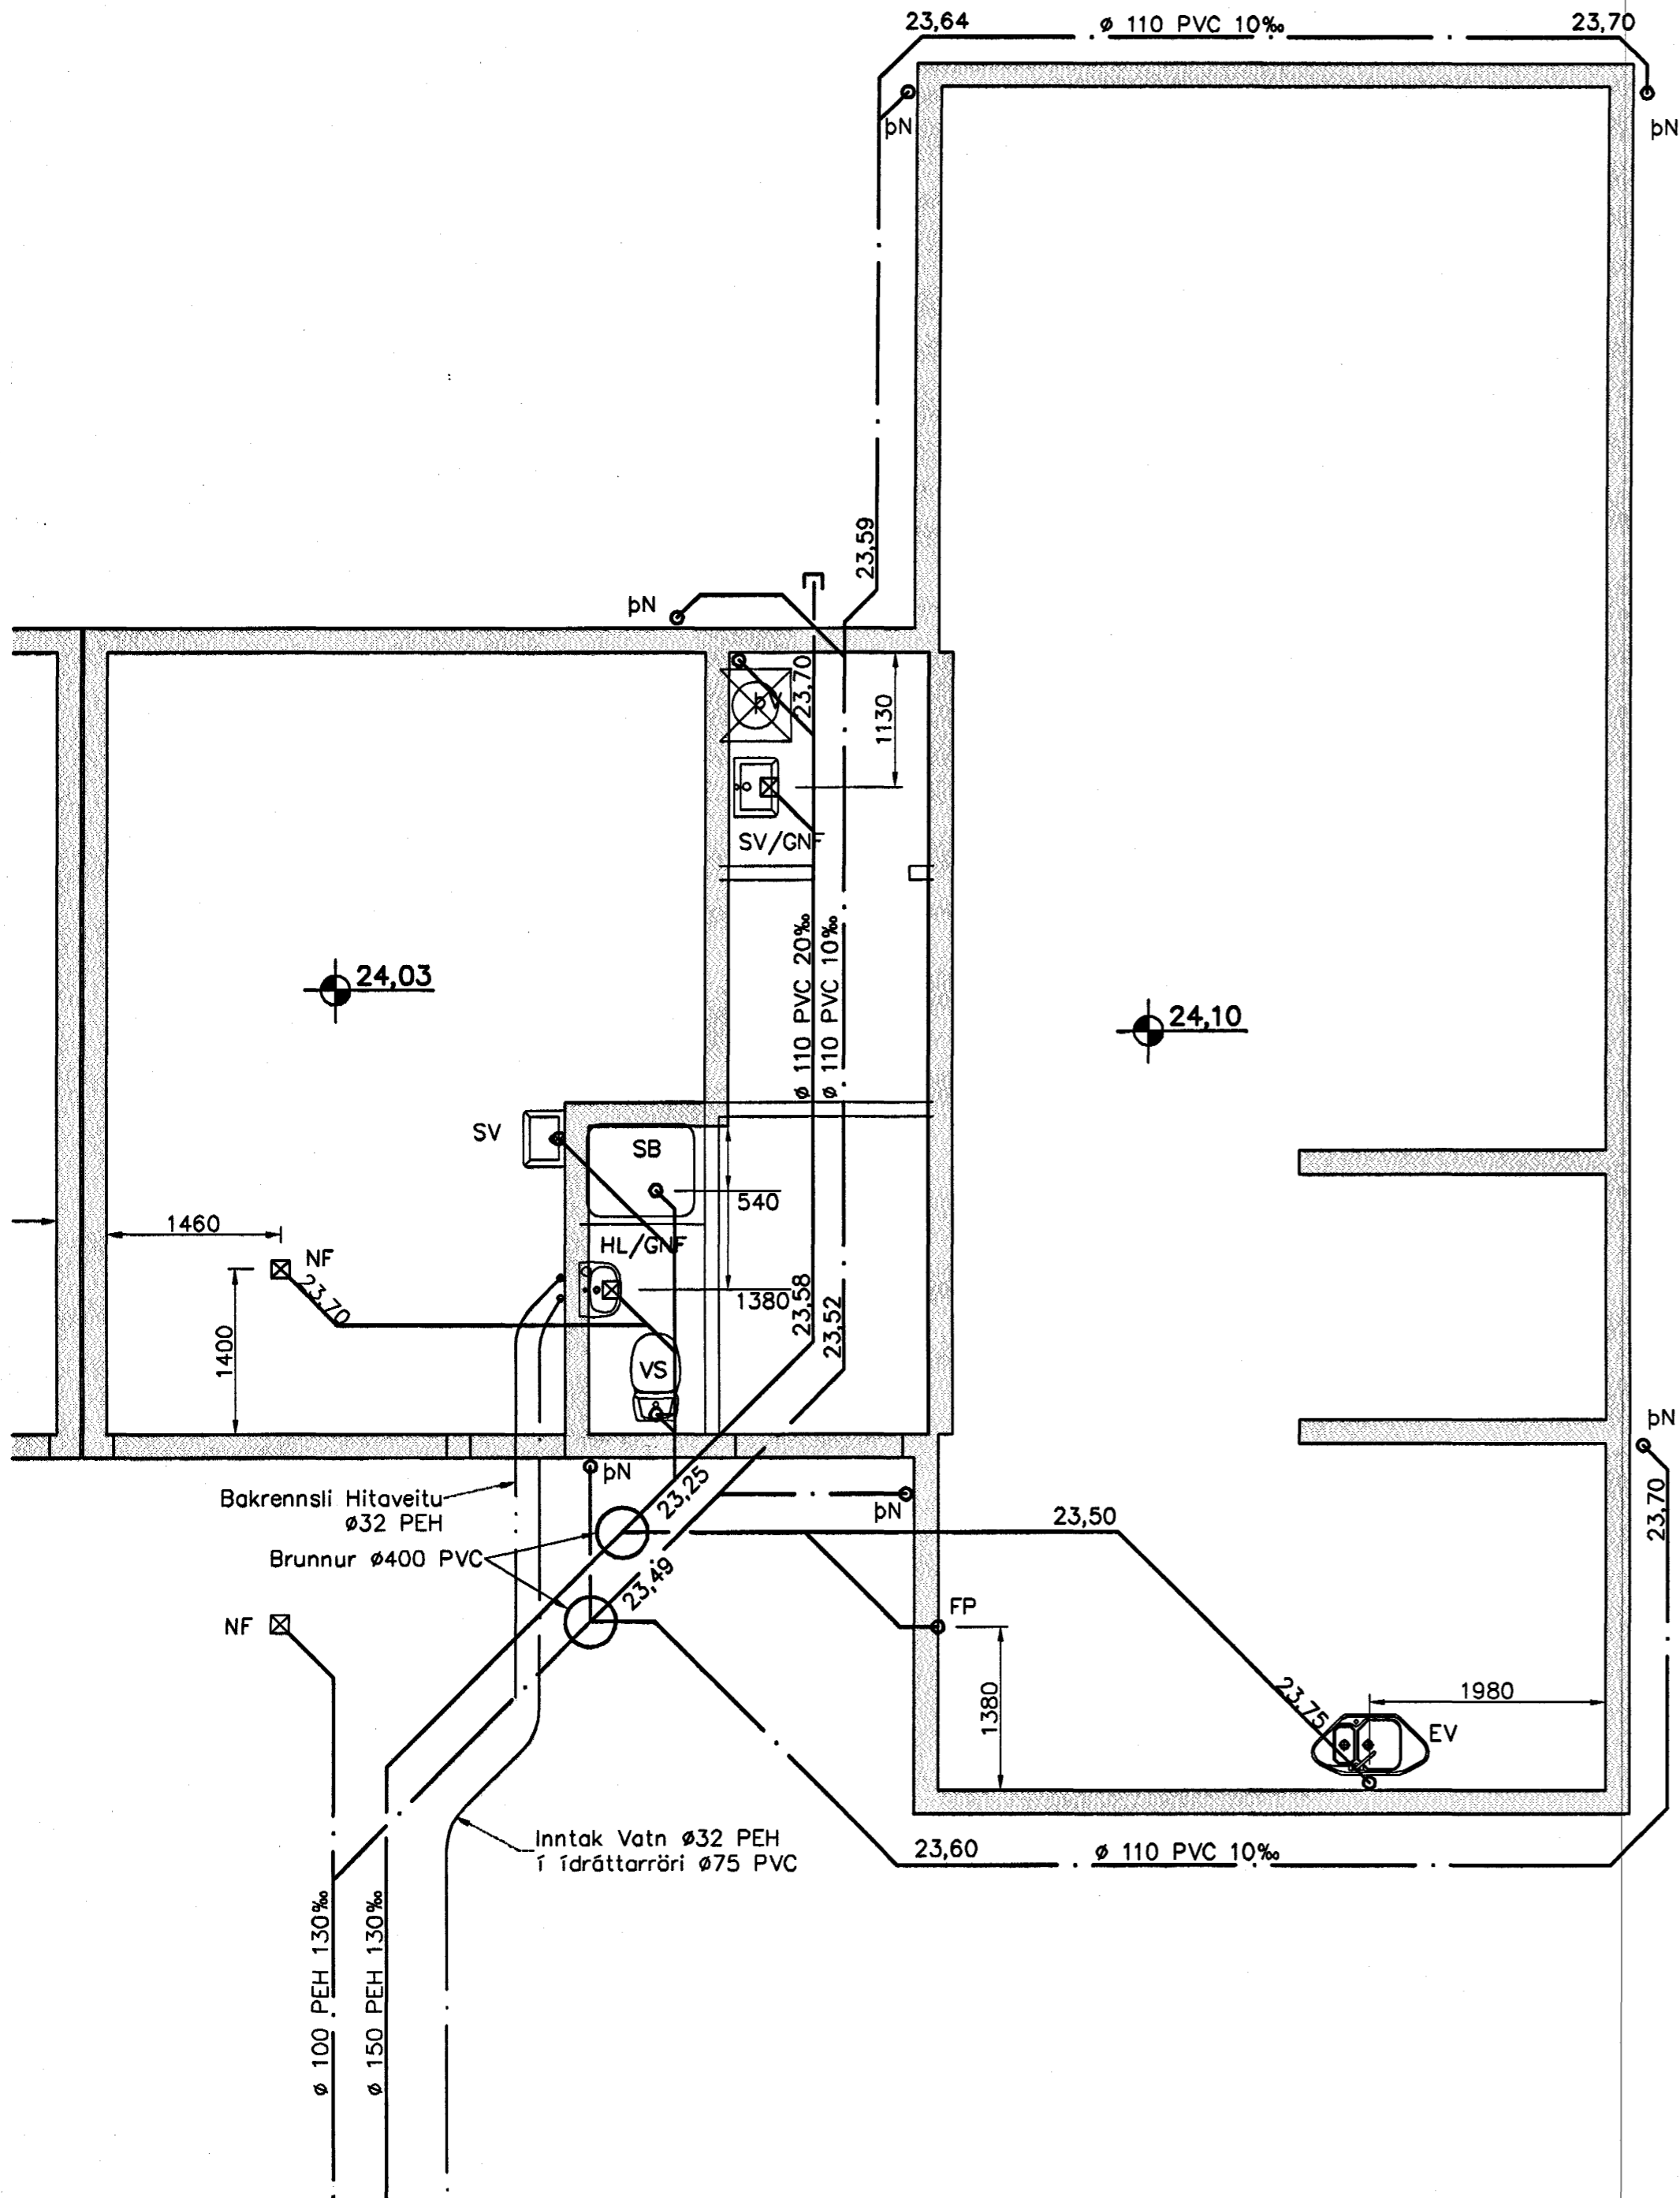 23,64
ø 110 PVC 10‰
23,70
þN
þN
23,59
þN
23,70
1130
SV/GNF
ø 110 PVC 20‰
ø 110 PVC 10‰
24,03
24,10
SV
SB
540
1460
NF
23,70
HL/GNF
1380
23,58
23,52
1400
VS
þN
23,70
þN
23,25
þN
Bakrennsli Hitaveitu
ø32 PEH
23,50
Brunnur ø400 PVC
23,49
NF
FP
1380
23,75
1980
EV
Inntak Vatn ø32 PEH
í ídráttarröri ø75 PVC
23,60
ø 110 PVC 10‰
ø 100 PEH 130‰
ø 150 PEH 130‰